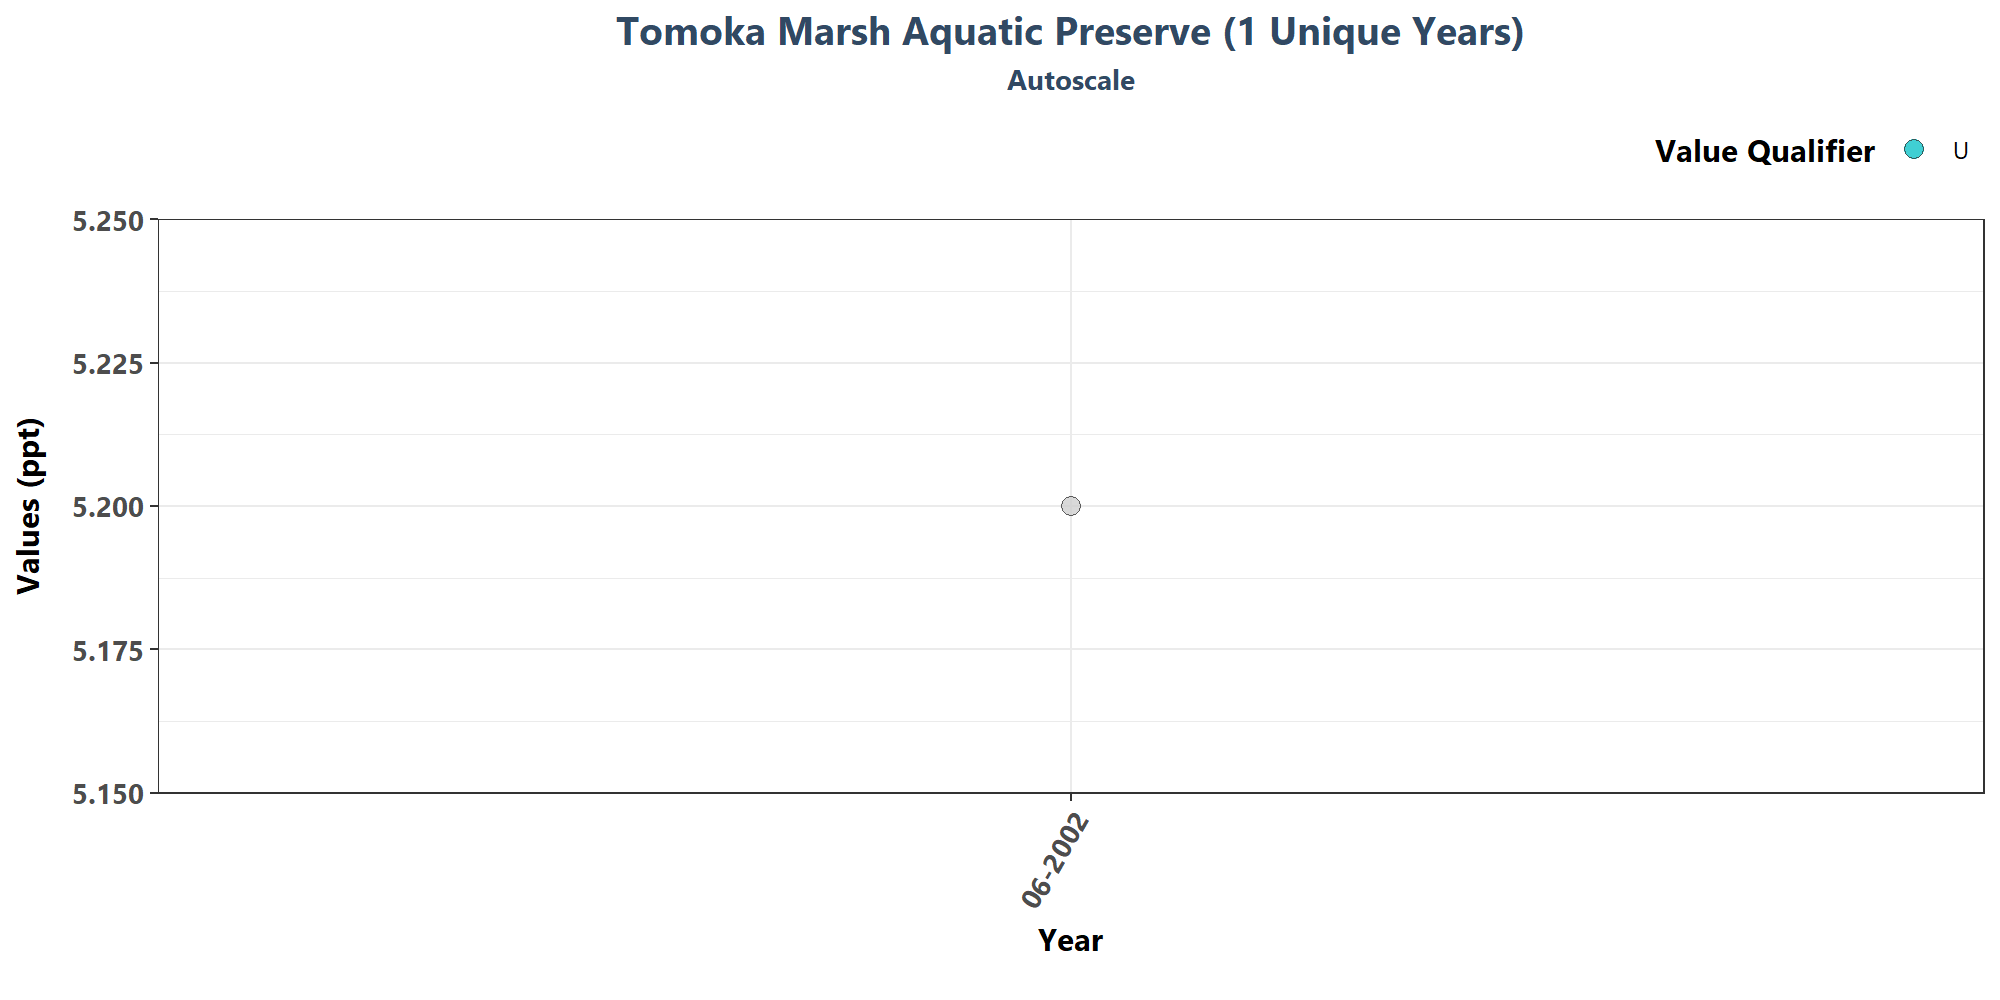 Tomoka Marsh Aquatic Preserve (1 Unique Years)
Autoscale
Value Qualifier U
5.250
5.225
5.200
5.175
5.150
Values (ppt)
06-2002
Year